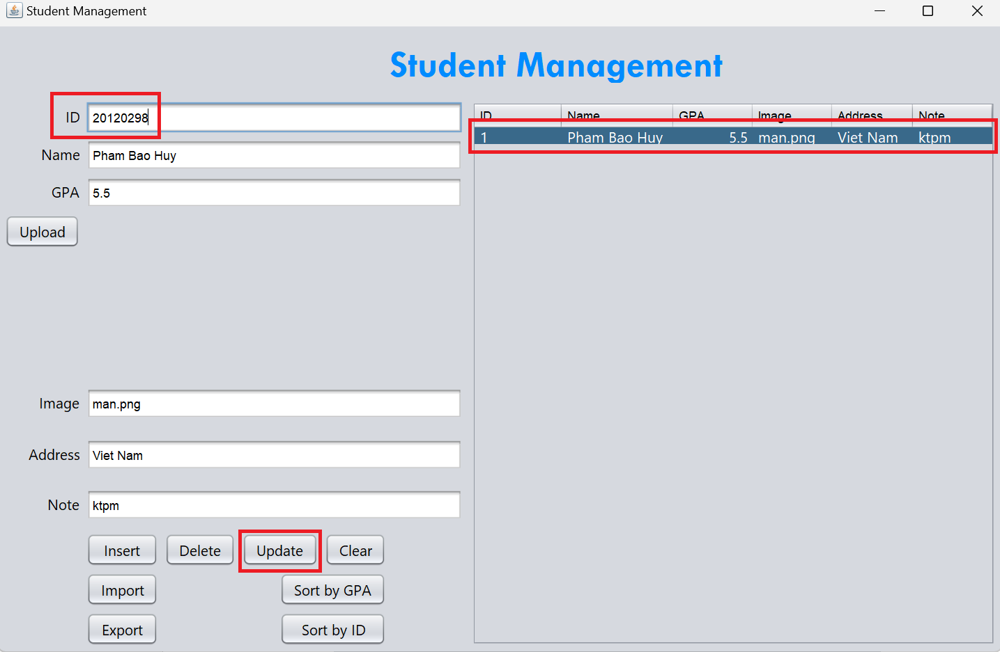 Student Management
Student Management
ID 20120298
Name Pham Bao Huy
GPA 5.5
Upload
Image man.png
Address Viet Nam
Note ktpm
Insert Delete Update Clear
Import Sort by GPA
Export Sort by ID
ID Name GPA Image Address Note
1 Pham Bao Huy 5.5 man.png Viet Nam ktpm